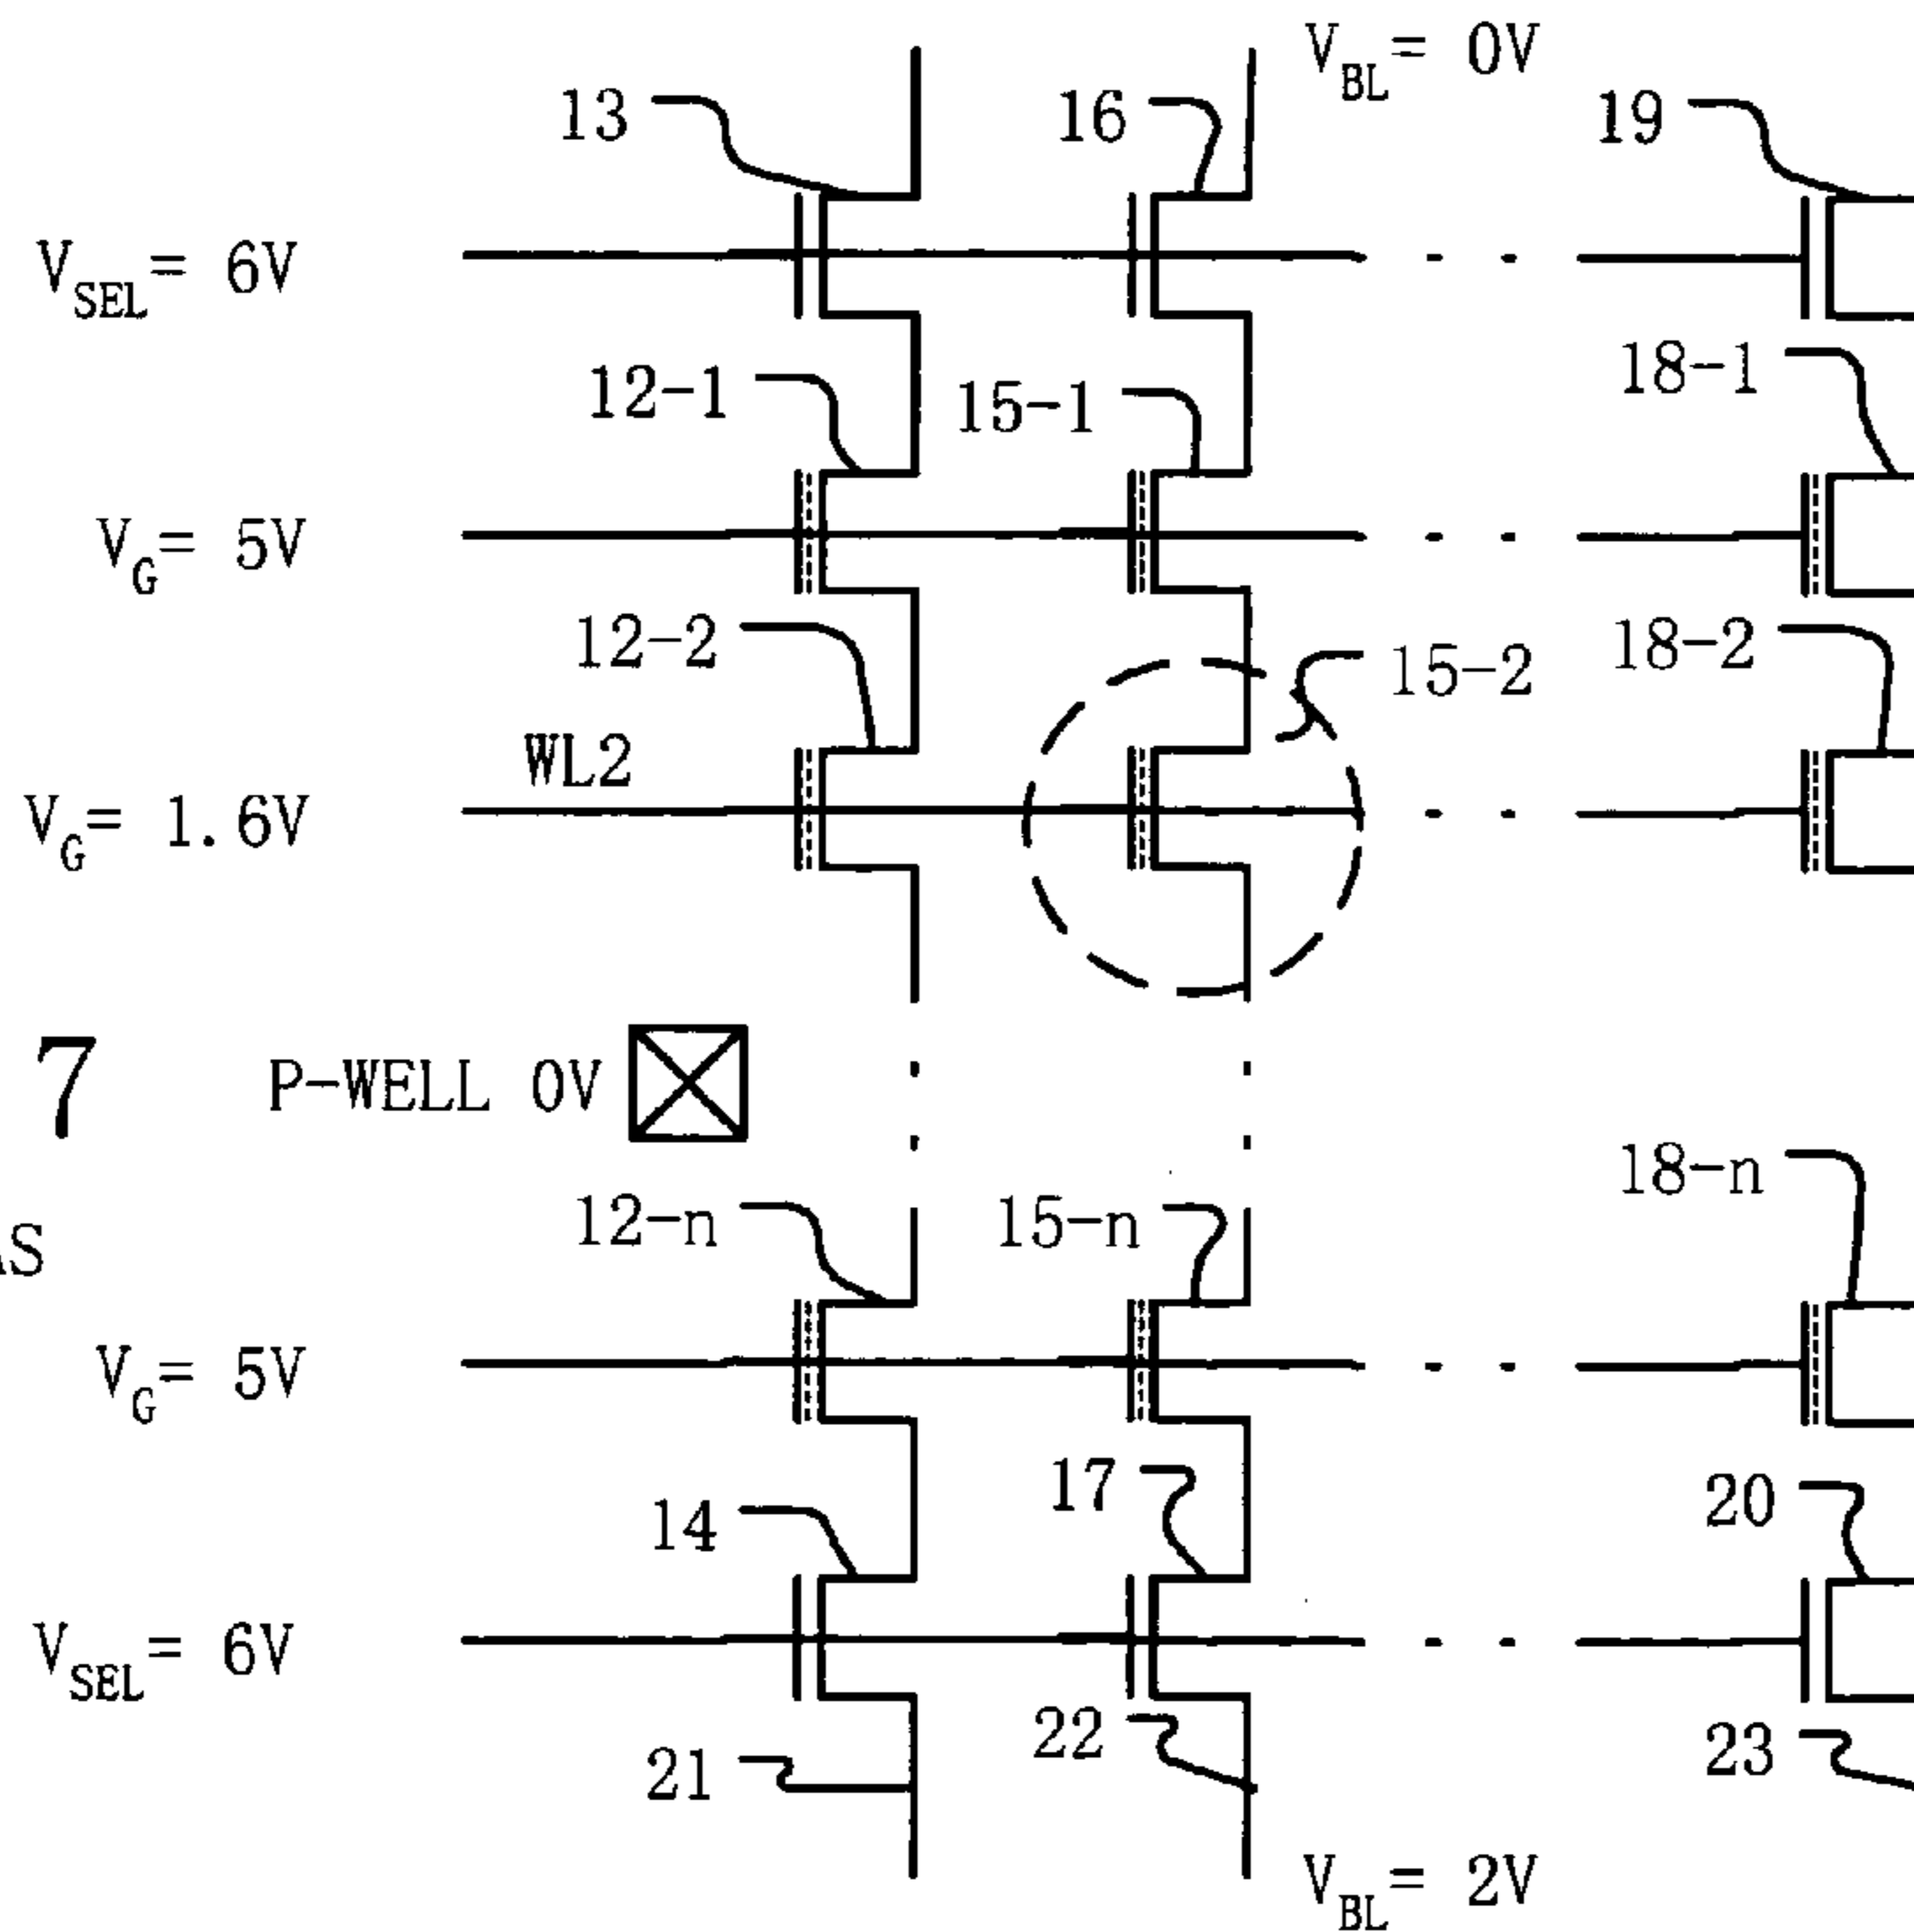 V_BL= 0V
13
16
19
V_SEL= 6V
12-1
15-1
18-1
V_G= 5V
12-2
15-2
18-2
WL2
V_G= 1.6V
7
P-WELL 0V
12-n
15-n
18-n
AS
V_G= 5V
14
17
20
V_SEL= 6V
21
22
23
V_BL= 2V